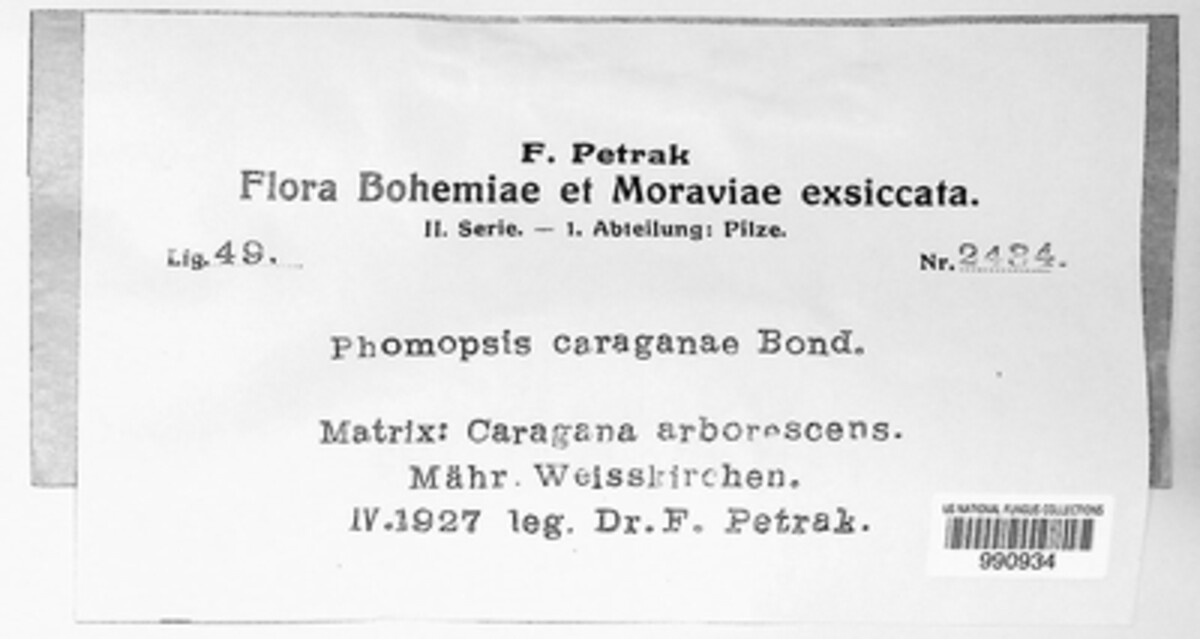 F. Petrak
Flora Bohemiae et Moraviae exsiccata.
II. Serie. — 1. Abteilung: Pilze.
Lig. 49. Nr. 2484.
Phomopsis caraganae Bond.
Matrix: Caragana arborescens.
Mähr. Weisskirchen.
IV.1927 leg. Dr. F. Petrak.
US NATIONAL FUNGUS COLLECTIONS
990934